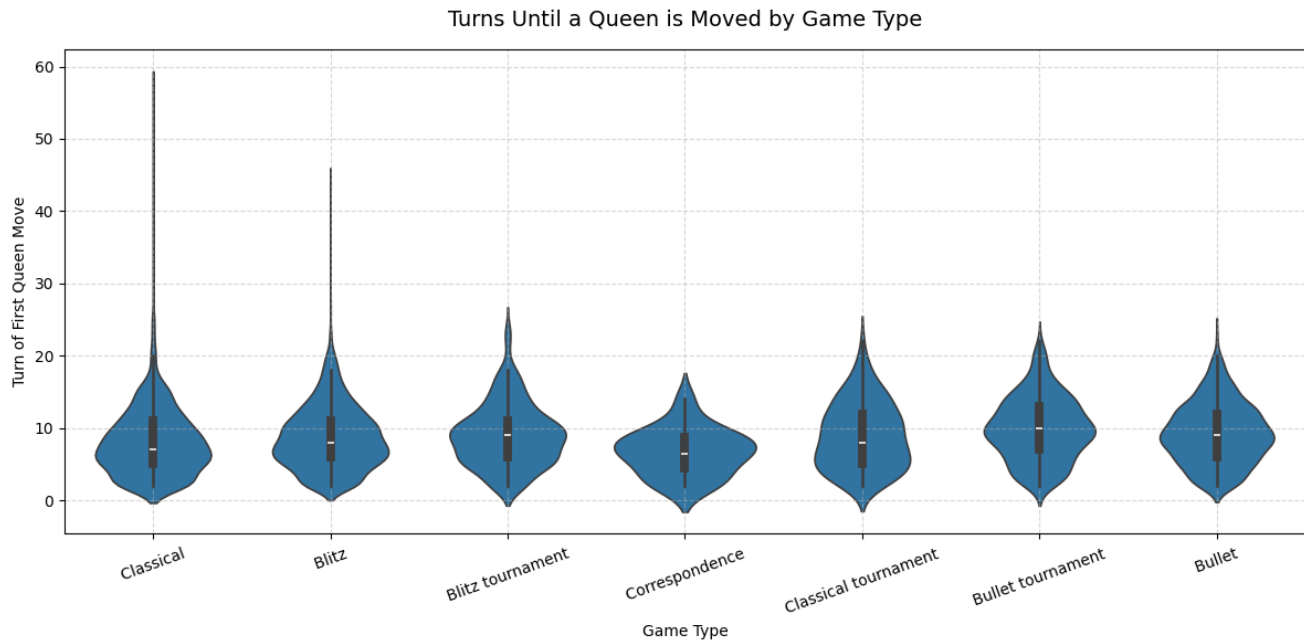 Turns Until a Queen is Moved by Game Type
60
50
40
30
20
10
0
Turn of First Queen Move
Classical
Blitz
Blitz tournament
Correspondence
Classical tournament
Bullet tournament
Bullet
Game Type